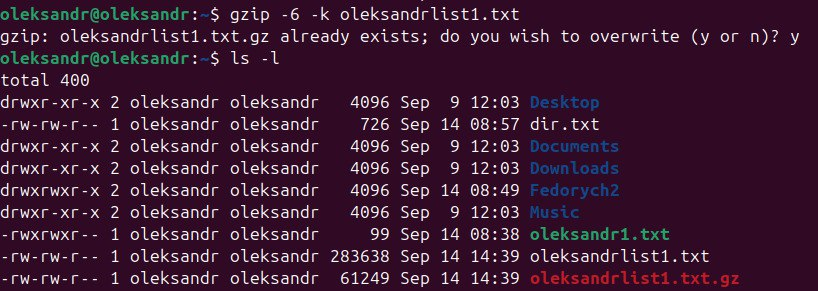 oleksandr@oleksandr:~$ gzip -6 -k oleksandrlist1.txt
gzip: oleksandrlist1.txt.gz already exists; do you wish to overwrite (y or n)? y
oleksandr@oleksandr:~$ ls -l
total 400
drwxr-xr-x 2 oleksandr oleksandr   4096 Sep  9 12:03 Desktop
-rw-rw-r-- 1 oleksandr oleksandr    726 Sep 14 08:57 dir.txt
drwxr-xr-x 2 oleksandr oleksandr   4096 Sep  9 12:03 Documents
drwxr-xr-x 2 oleksandr oleksandr   4096 Sep  9 12:03 Downloads
drwxrwxr-x 2 oleksandr oleksandr   4096 Sep 14 08:49 Fedorych2
drwxr-xr-x 2 oleksandr oleksandr   4096 Sep  9 12:03 Music
-rwxrwxr-- 1 oleksandr oleksandr     99 Sep 14 08:38 oleksandr1.txt
-rw-rw-r-- 1 oleksandr oleksandr 283638 Sep 14 14:39 oleksandrlist1.txt
-rw-rw-r-- 1 oleksandr oleksandr  61249 Sep 14 14:39 oleksandrlist1.txt.gz